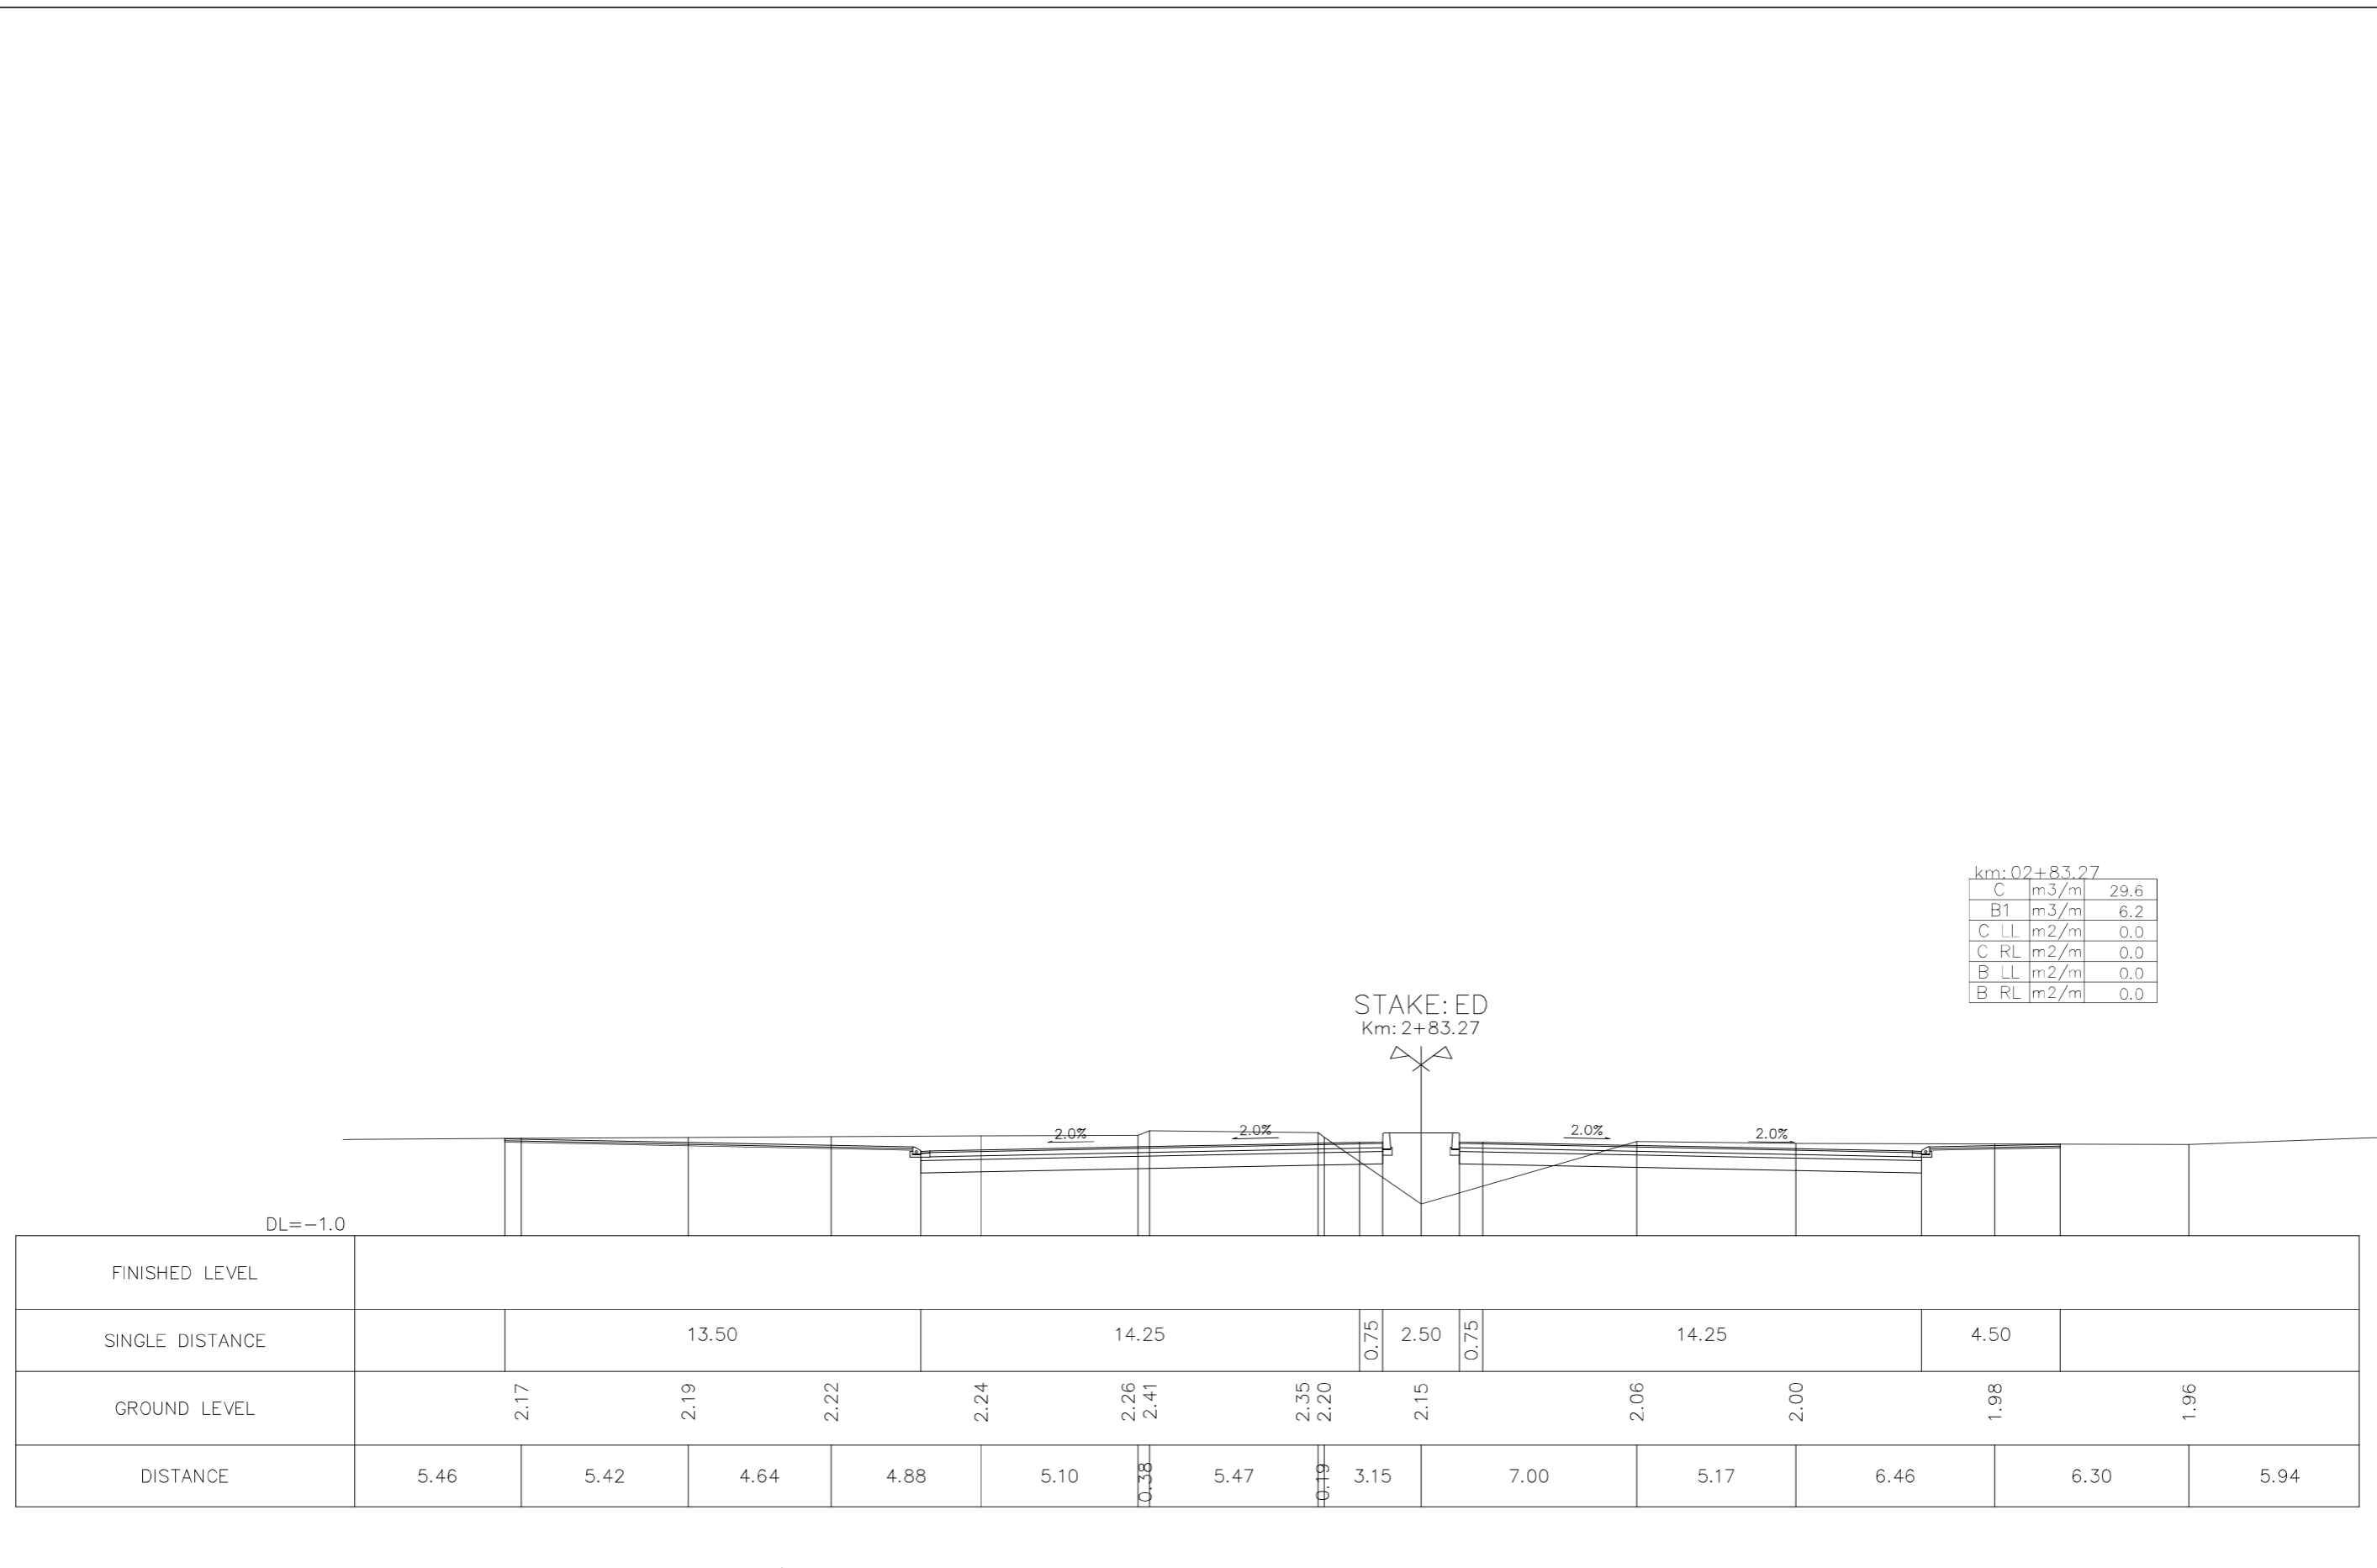 km: 02+83.27
C m3/m 29.6
B1 m3/m 6.2
C LL m2/m 0.0
C RL m2/m 0.0
B LL m2/m 0.0
B RL m2/m 0.0
STAKE: ED
Km: 2+83.27
2.0% 2.0% 2.0% 2.0%
DL=-1.0
FINISHED LEVEL
SINGLE DISTANCE 13.50 14.25 0.75 2.50 0.75 14.25 4.50
GROUND LEVEL 2.17 2.19 2.22 2.24 2.26 2.41 2.35 2.20 2.15 2.06 2.00 1.98 1.96
DISTANCE 5.46 5.42 4.64 4.88 5.10 0.38 5.47 0.19 3.15 7.00 5.17 6.46 6.30 5.94